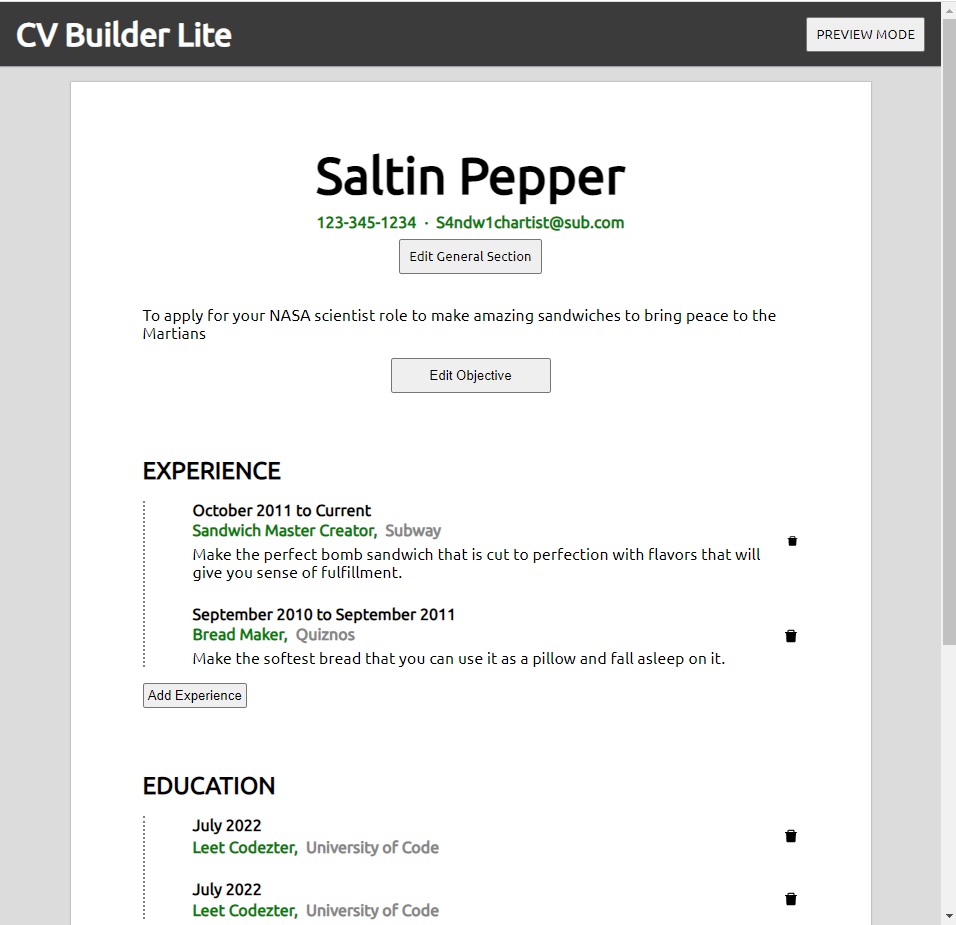 CV Builder Lite
PREVIEW MODE
Saltin Pepper
123-345-1234 · S4ndw1chartist@sub.com
Edit General Section
To apply for your NASA scientist role to make amazing sandwiches to bring peace to the
Martians
Edit Objective
EXPERIENCE
October 2011 to Current
Sandwich Master Creator, Subway
Make the perfect bomb sandwich that is cut to perfection with flavors that will
give you sense of fulfillment.
September 2010 to September 2011
Bread Maker, Quiznos
Make the softest bread that you can use it as a pillow and fall asleep on it.
Add Experience
EDUCATION
July 2022
Leet Codezter, University of Code
July 2022
Leet Codezter, University of Code